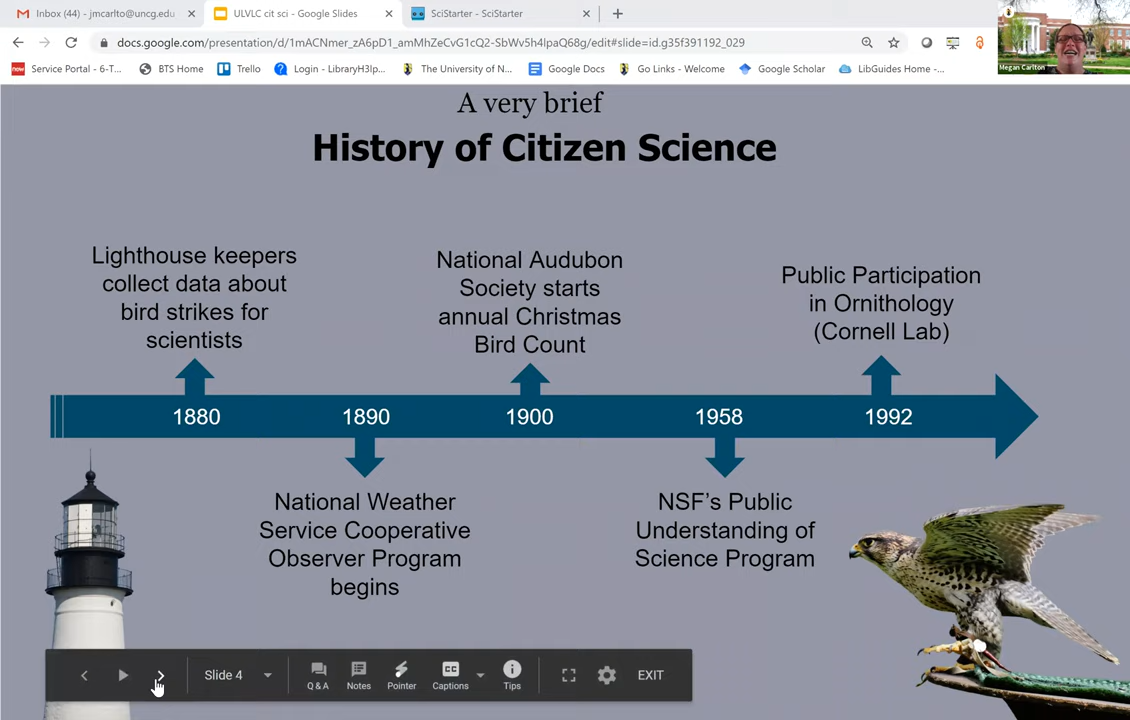 Inbox (44) - jmcarlto@uncg.edu
ULVLC cit sci - Google Slides
SciStarter - SciStarter
docs.google.com/presentation/d/1mACNmer_zA6pD1_amMhZeCvG1cQ2-SbWv5h4lpaQ68g/edit#slide=id.g35f391192_029
Service Portal - 6-T...
BTS Home
Trello
Login - LibraryH3lp...
The University of N...
Google Docs
Go Links - Welcome
Google Scholar
LibGuides Home -...
Megan Carlton
A very brief
History of Citizen Science
Lighthouse keepers
collect data about
bird strikes for
scientists
National Audubon
Society starts
annual Christmas
Bird Count
Public Participation
in Ornithology
(Cornell Lab)
1880
1890
1900
1958
1992
National Weather
Service Cooperative
Observer Program
begins
NSF's Public
Understanding of
Science Program
Slide 4
Q & A
Notes
Pointer
CC
Captions
Tips
EXIT